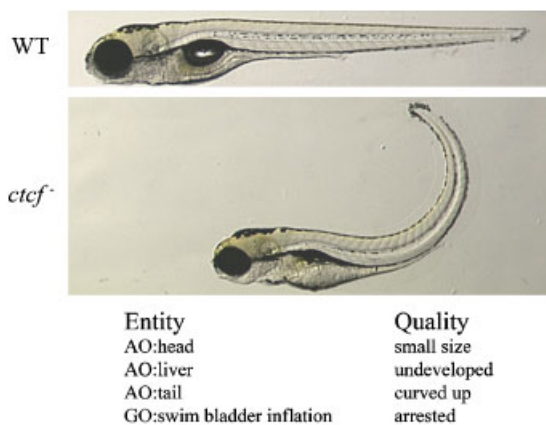 WT
ctcf -
Entity Quality
AO:head small size
AO:liver undeveloped
AO:tail curved up
GO:swim bladder inflation arrested